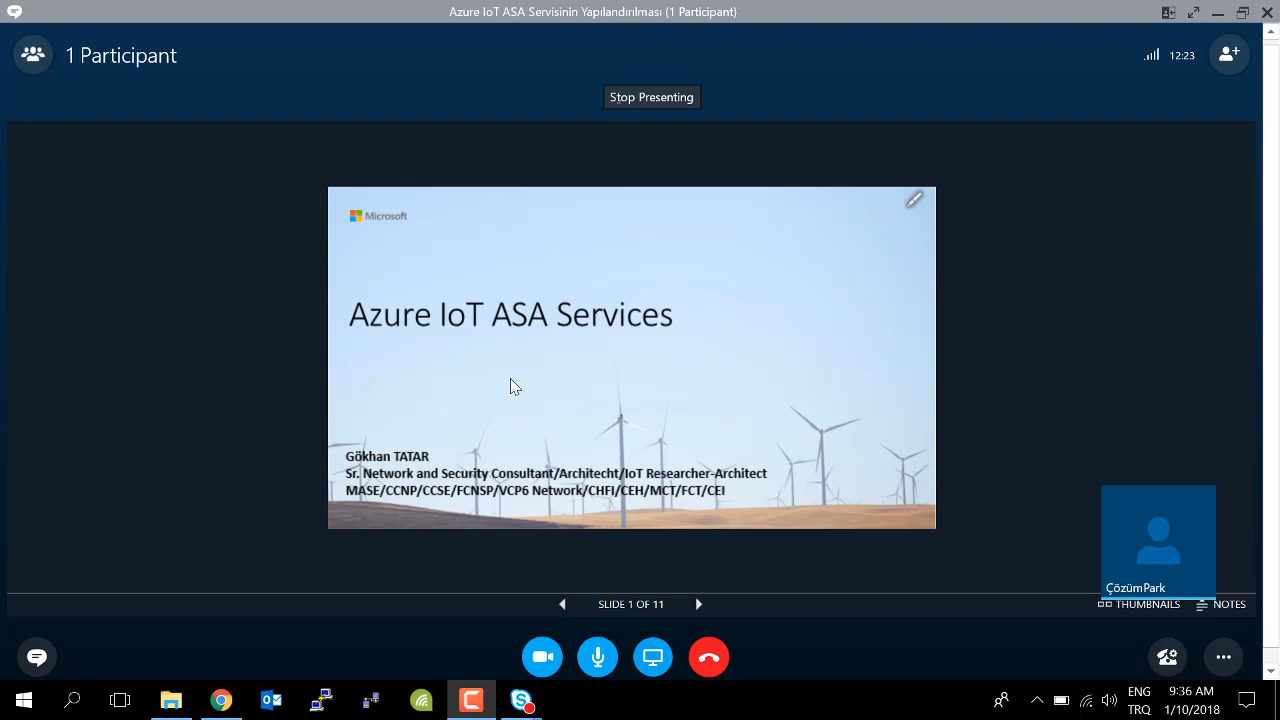 Azure IoT ASA Servisinin Yapılandırılması (1 Participant)
1 Participant
12:23
Stop Presenting
Microsoft
Azure IoT ASA Services
Gökhan TATAR
Sr. Network and Security Consultant/Architecht/IoT Researcher-Architect
MASE/CCNP/CCSE/FCNSP/VCP6 Network/CHFI/CEH/MCT/FCT/CEI
ÇözümPark
SLIDE 1 OF 11
THUMBNAILS
NOTES
ENG
TRQ
3:36 AM
1/10/2018